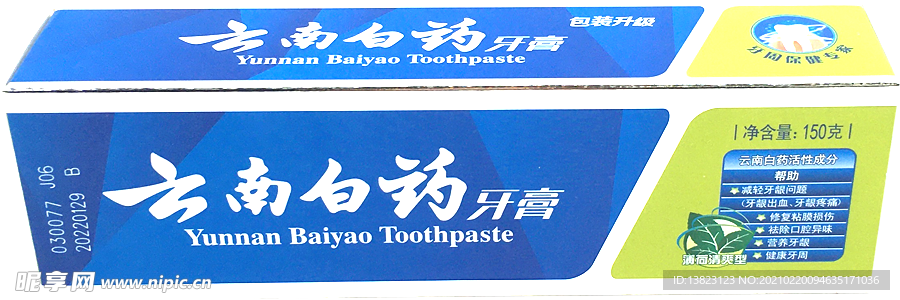 包装升级
云南白药牙膏
Yunnan Baiyao Toothpaste
牙周保健专家
净含量: 150克
云南白药活性成分
帮助
减轻牙龈问题
(牙龈出血、牙龈疼痛)
修复粘膜损伤
祛除口腔异味
营养牙龈
健康牙周
薄荷清爽型
云南白药牙膏
Yunnan Baiyao Toothpaste
030077 J06
20220129 B
昵享网 www.nipic.cn
ID:13823123 NO:20210220094635171036